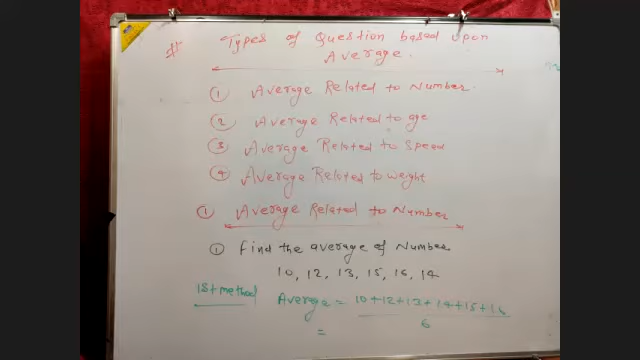 # Types of Question based upon
Average.
① Average Related to Number.
② Average Related to age
③ Average Related to Speed
④ Average Related to weight
① Average Related to Number
① Find the average of Number
10, 12, 13, 15, 16, 14
1st method Average = 10+12+13+14+15+16
6
=